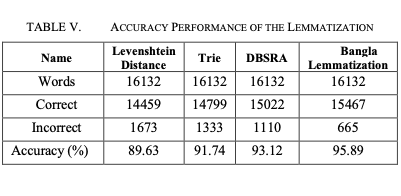 TABLE V. ACCURACY PERFORMANCE OF THE LEMMATIZATION
Name Levenshtein Distance Trie DBSRA Bangla Lemmatization
Words 16132 16132 16132 16132
Correct 14459 14799 15022 15467
Incorrect 1673 1333 1110 665
Accuracy (%) 89.63 91.74 93.12 95.89